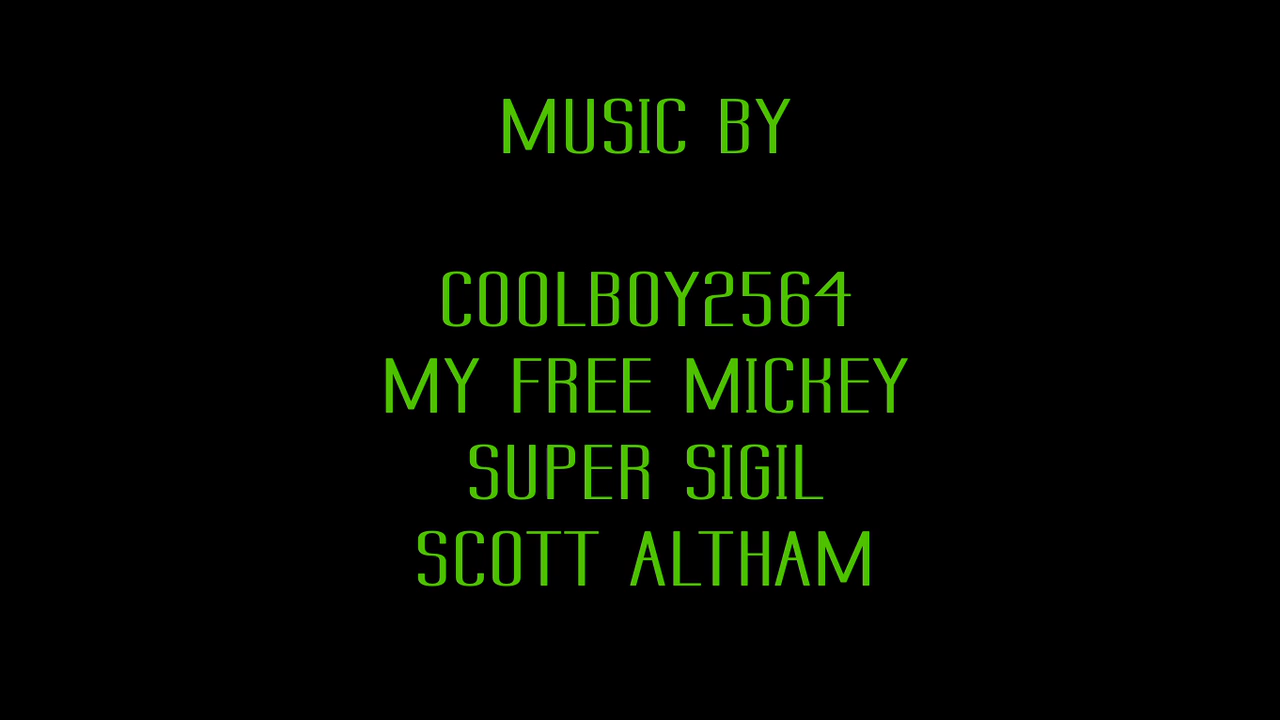 MUSIC BY
COOLBOY2564
MY FREE MICKEY
SUPER SIGIL
SCOTT ALTHAM